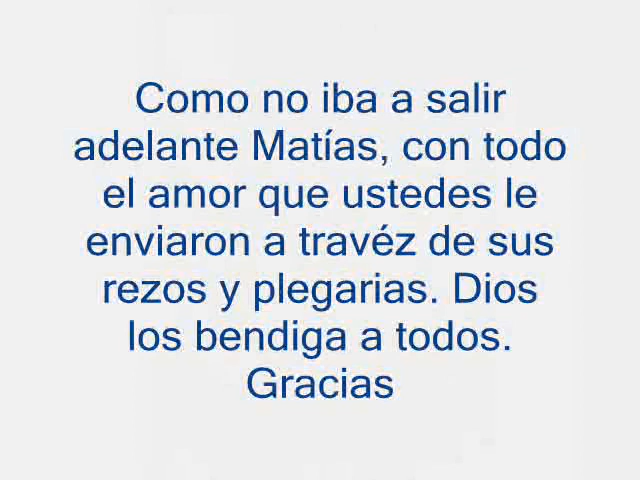 Como no iba a salir
adelante Matías, con todo
el amor que ustedes le
enviaron a travéz de sus
rezos y plegarias. Dios
los bendiga a todos.
Gracias